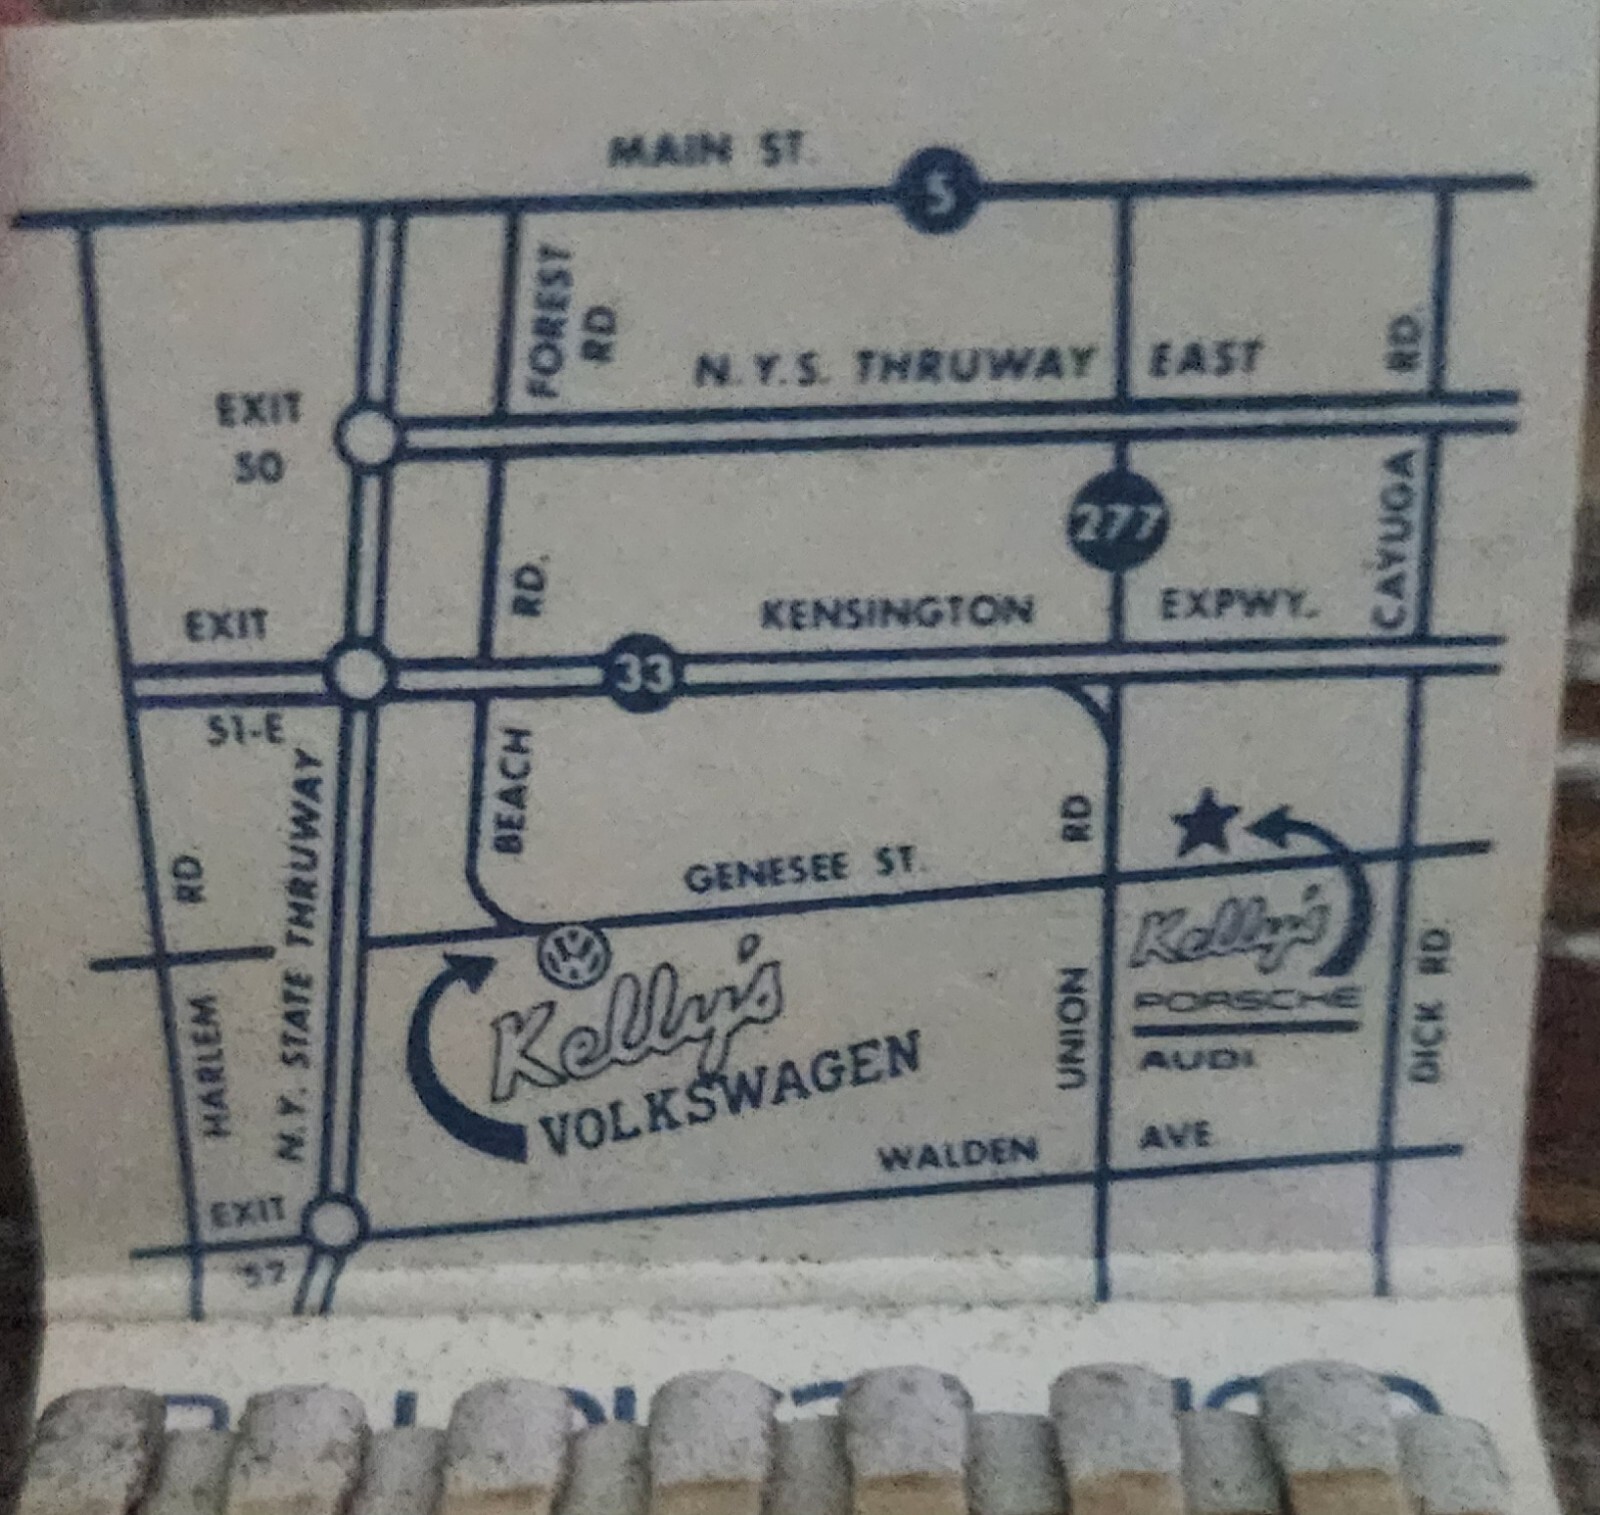 MAIN ST.
5
FOREST
RD.
N.Y.S. THRUWAY EAST
RD.
EXIT
50
277
CAYUGA
RD.
KENSINGTON EXPWY.
EXIT
33
51-E
BEACH
RD
GENESEE ST.
RD.
N.Y. STATE THRUWAY
Kelly's
PORSCHE
AUDI
UNION
DICK RD.
HARLEM
Kelly's
VOLKSWAGEN
WALDEN AVE
EXIT
52